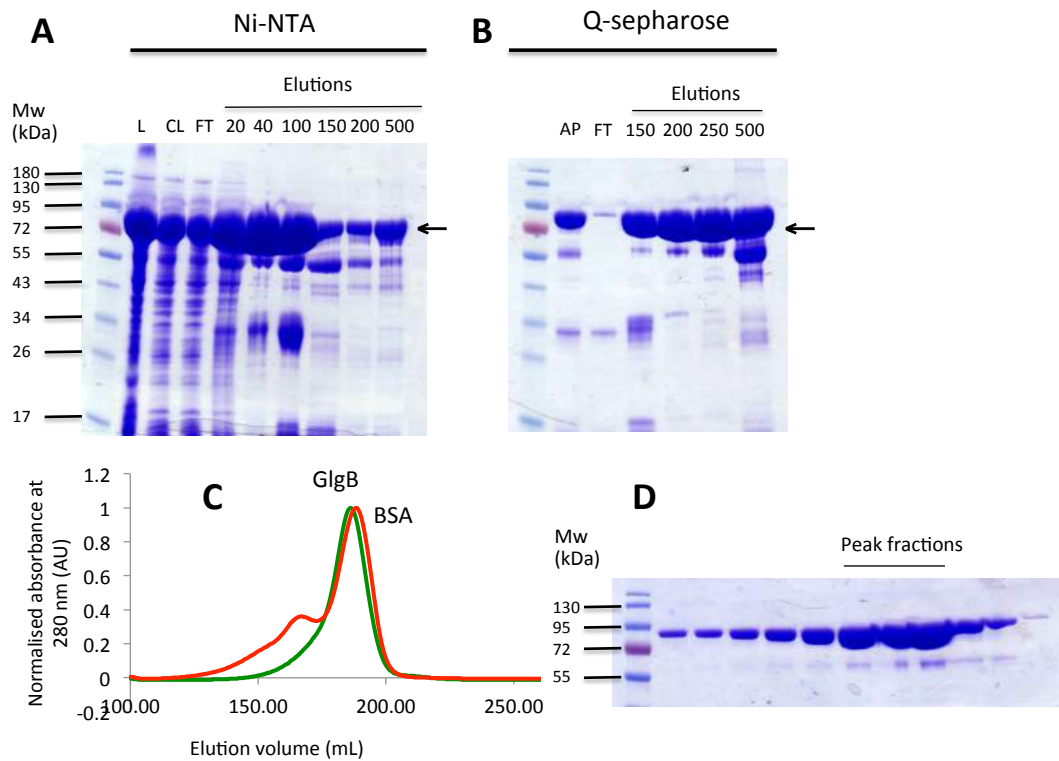 A
Ni-NTA
Elutions
Mw
(kDa)
L CL FT 20 40 100 150 200 500
180
130
95
72
55
43
34
26
17
B
Q-sepharose
Elutions
AP FT 150 200 250 500
C
GlgB
BSA
Normalised absorbance at
280 nm (AU)
1.2
1
0.8
0.6
0.4
0.2
0
-0.2
100.00 150.00 200.00 250.00
Elution volume (mL)
D
Mw
(kDa)
Peak fractions
130
95
72
55